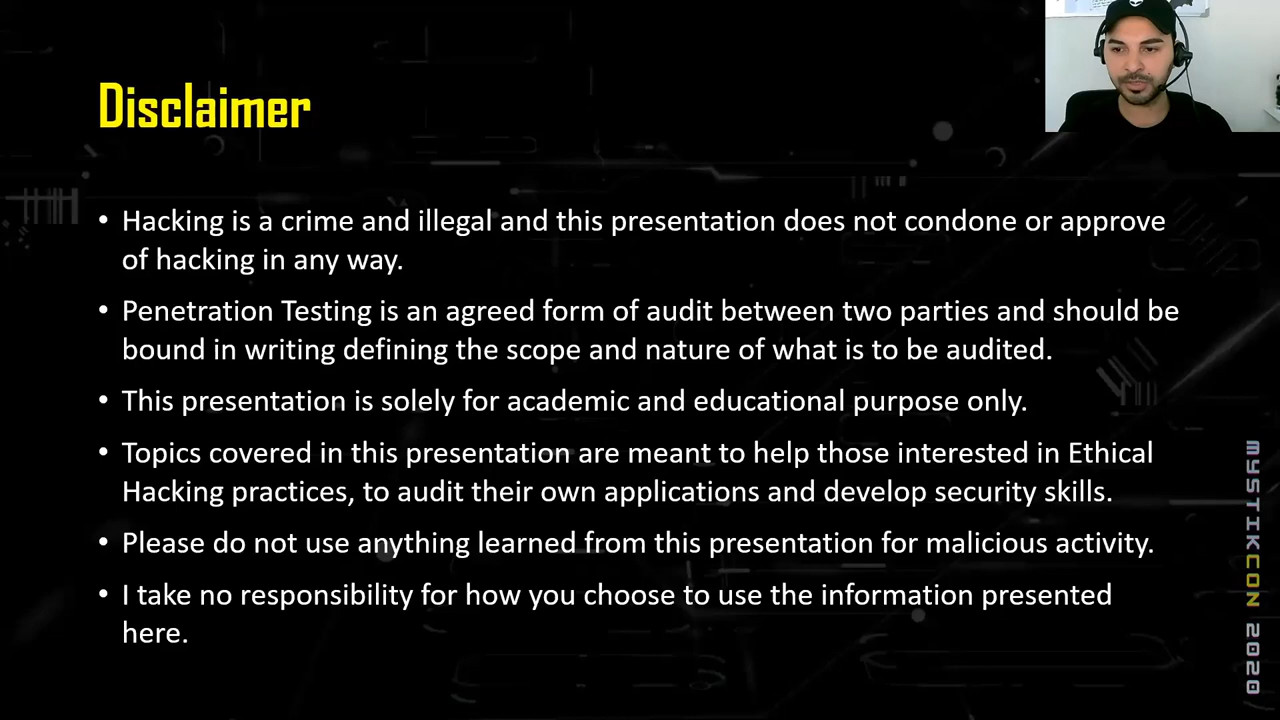 Disclaimer
• Hacking is a crime and illegal and this presentation does not condone or approve
of hacking in any way.
• Penetration Testing is an agreed form of audit between two parties and should be
bound in writing defining the scope and nature of what is to be audited.
• This presentation is solely for academic and educational purpose only.
• Topics covered in this presentation are meant to help those interested in Ethical
Hacking practices, to audit their own applications and develop security skills.
• Please do not use anything learned from this presentation for malicious activity.
• I take no responsibility for how you choose to use the information presented
here.
MYSTIKCON 2020